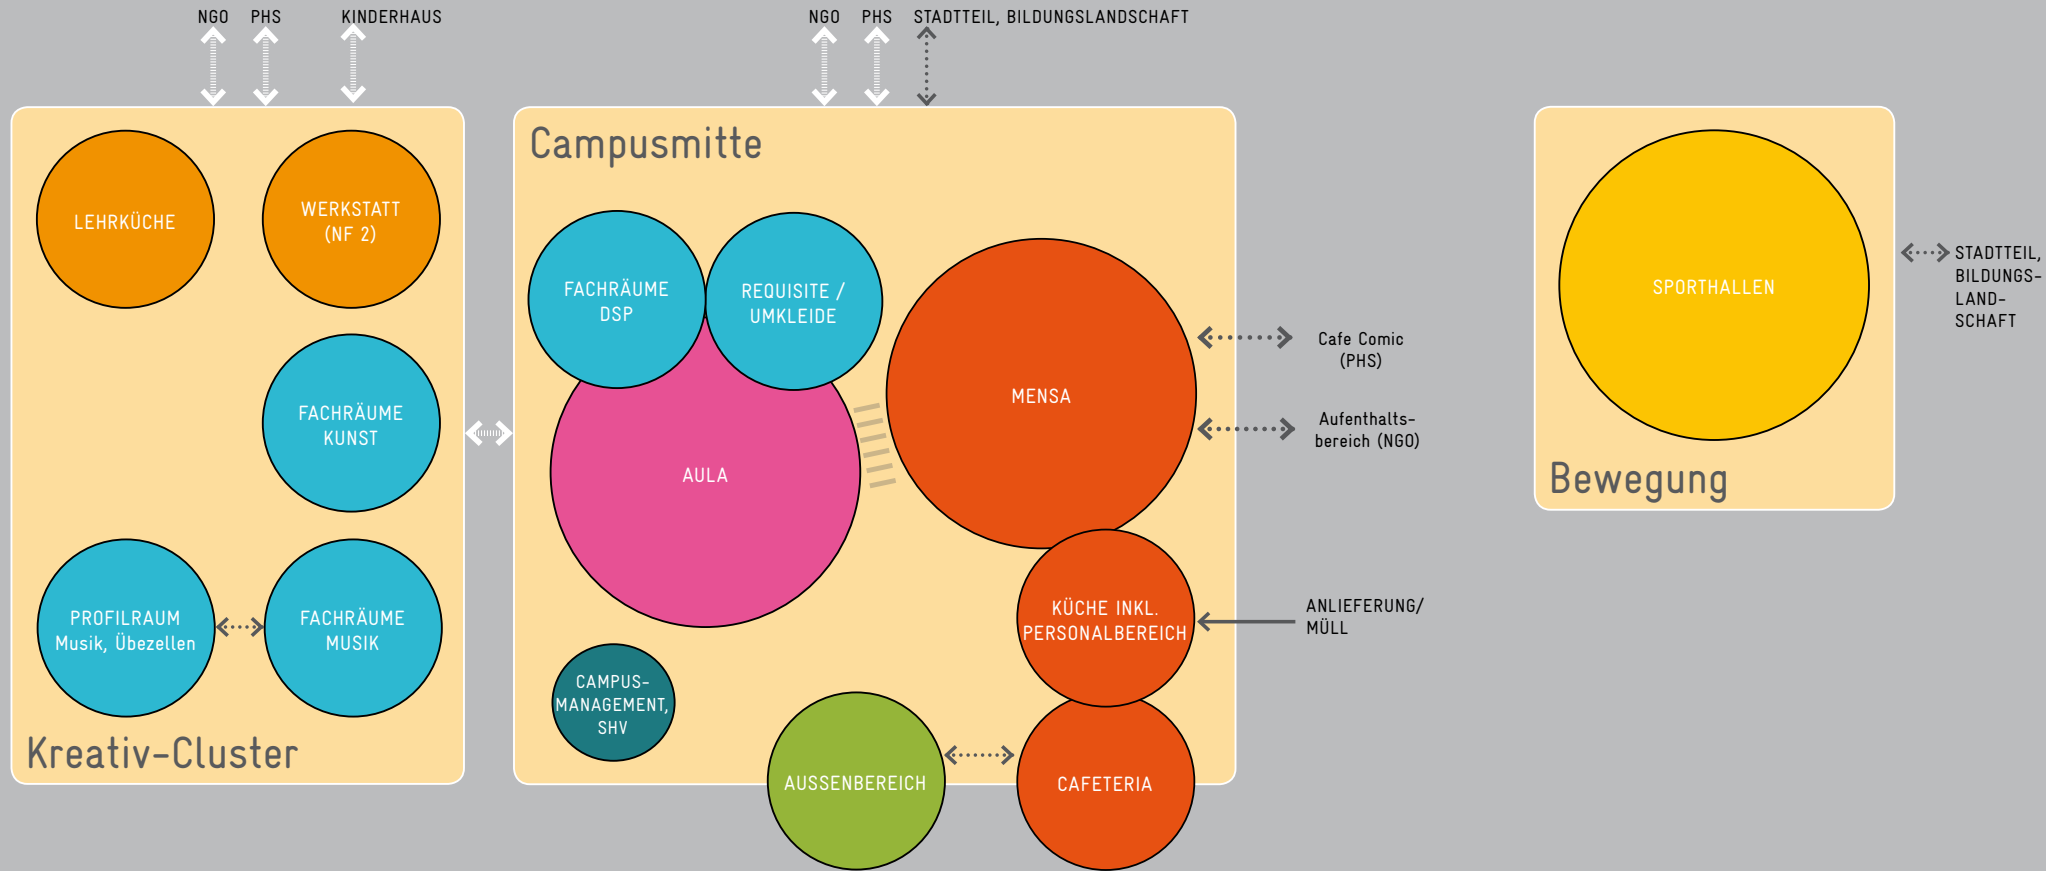 NGO PHS KINDERHAUS
LEHRKÜCHE
WERKSTATT
(NF 2)
FACHRÄUME
KUNST
PROFILRAUM
Musik, Übezellen
FACHRÄUME
MUSIK
Kreativ-Cluster
NGO PHS STADTTEIL, BILDUNGSLANDSCHAFT
Campusmitte
FACHRÄUME
DSP
REQUISITE /
UMKLEIDE
AULA
MENSA
KÜCHE INKL.
PERSONALBEREICH
CAMPUS-
MANAGEMENT,
SHV
AUSSENBEREICH
CAFETERIA
Cafe Comic
(PHS)
Aufenthalts-
bereich (NGO)
ANLIEFERUNG/
MÜLL
SPORTHALLEN
Bewegung
STADTTEIL,
BILDUNGS-
LAND-
SCHAFT